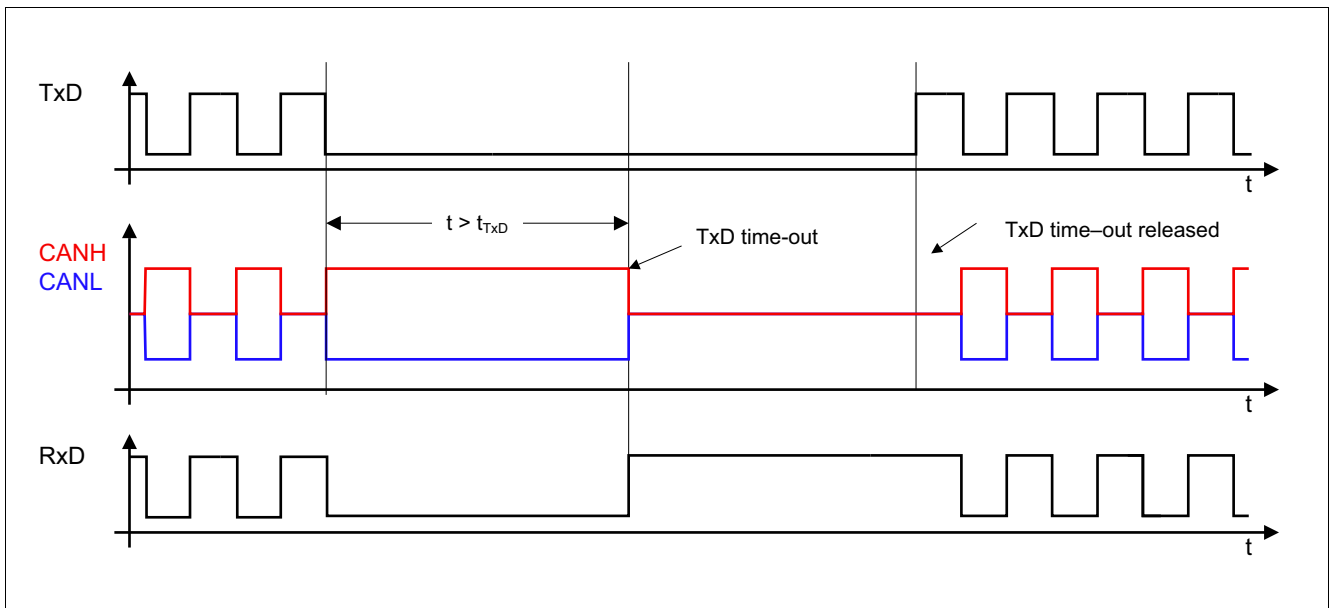 TxD
t
t > tTxD
TxD time-out
TxD time–out released
CANH
CANL
t
RxD
t